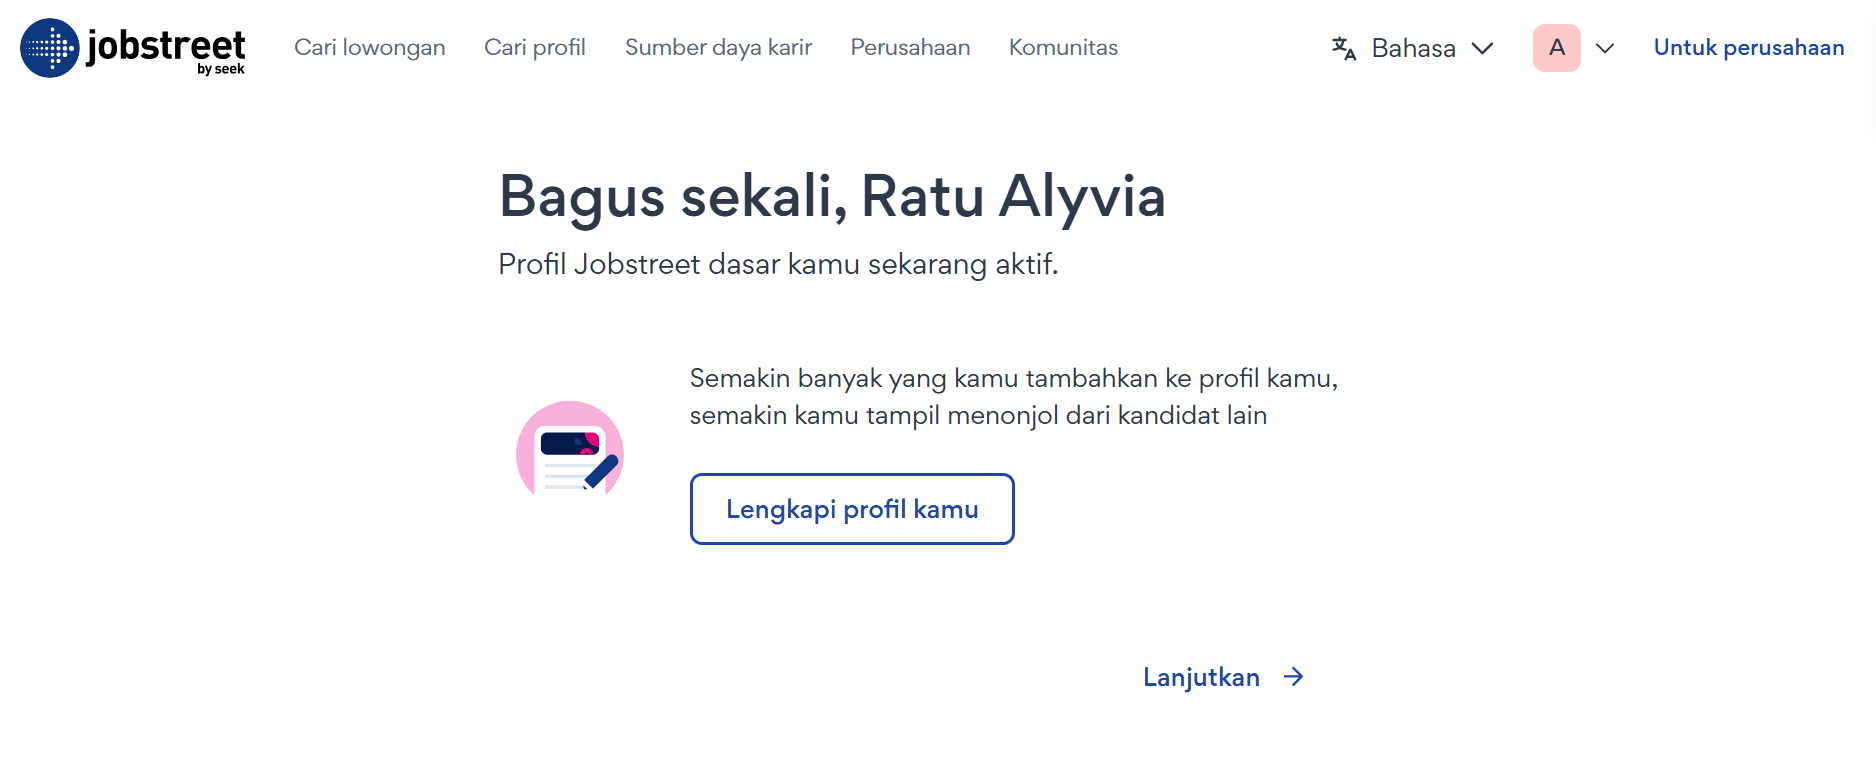 jobstreet
by seek
Cari lowongan
Cari profil
Sumber daya karir
Perusahaan
Komunitas
Bahasa
A
Untuk perusahaan
Bagus sekali, Ratu Alyvia
Profil Jobstreet dasar kamu sekarang aktif.
Semakin banyak yang kamu tambahkan ke profil kamu,
semakin kamu tampil menonjol dari kandidat lain
Lengkapi profil kamu
Lanjutkan